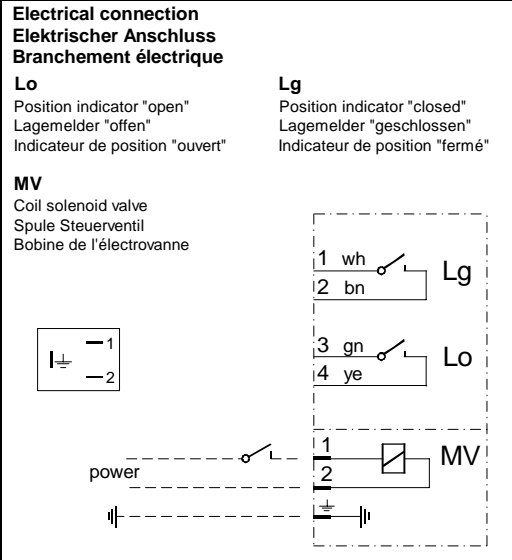 Electrical connection
Elektrischer Anschluss
Branchement électrique
Lo
Position indicator "open"
Lagemelder "offen"
Indicateur de position "ouvert"
Lg
Position indicator "closed"
Lagemelder "geschlossen"
Indicateur de position "fermé"
MV
Coil solenoid valve
Spule Steuerventil
Bobine de l'électrovanne
1 wh
2 bn
Lg
3 gn
4 ye
Lo
1
2
1
2
MV
power